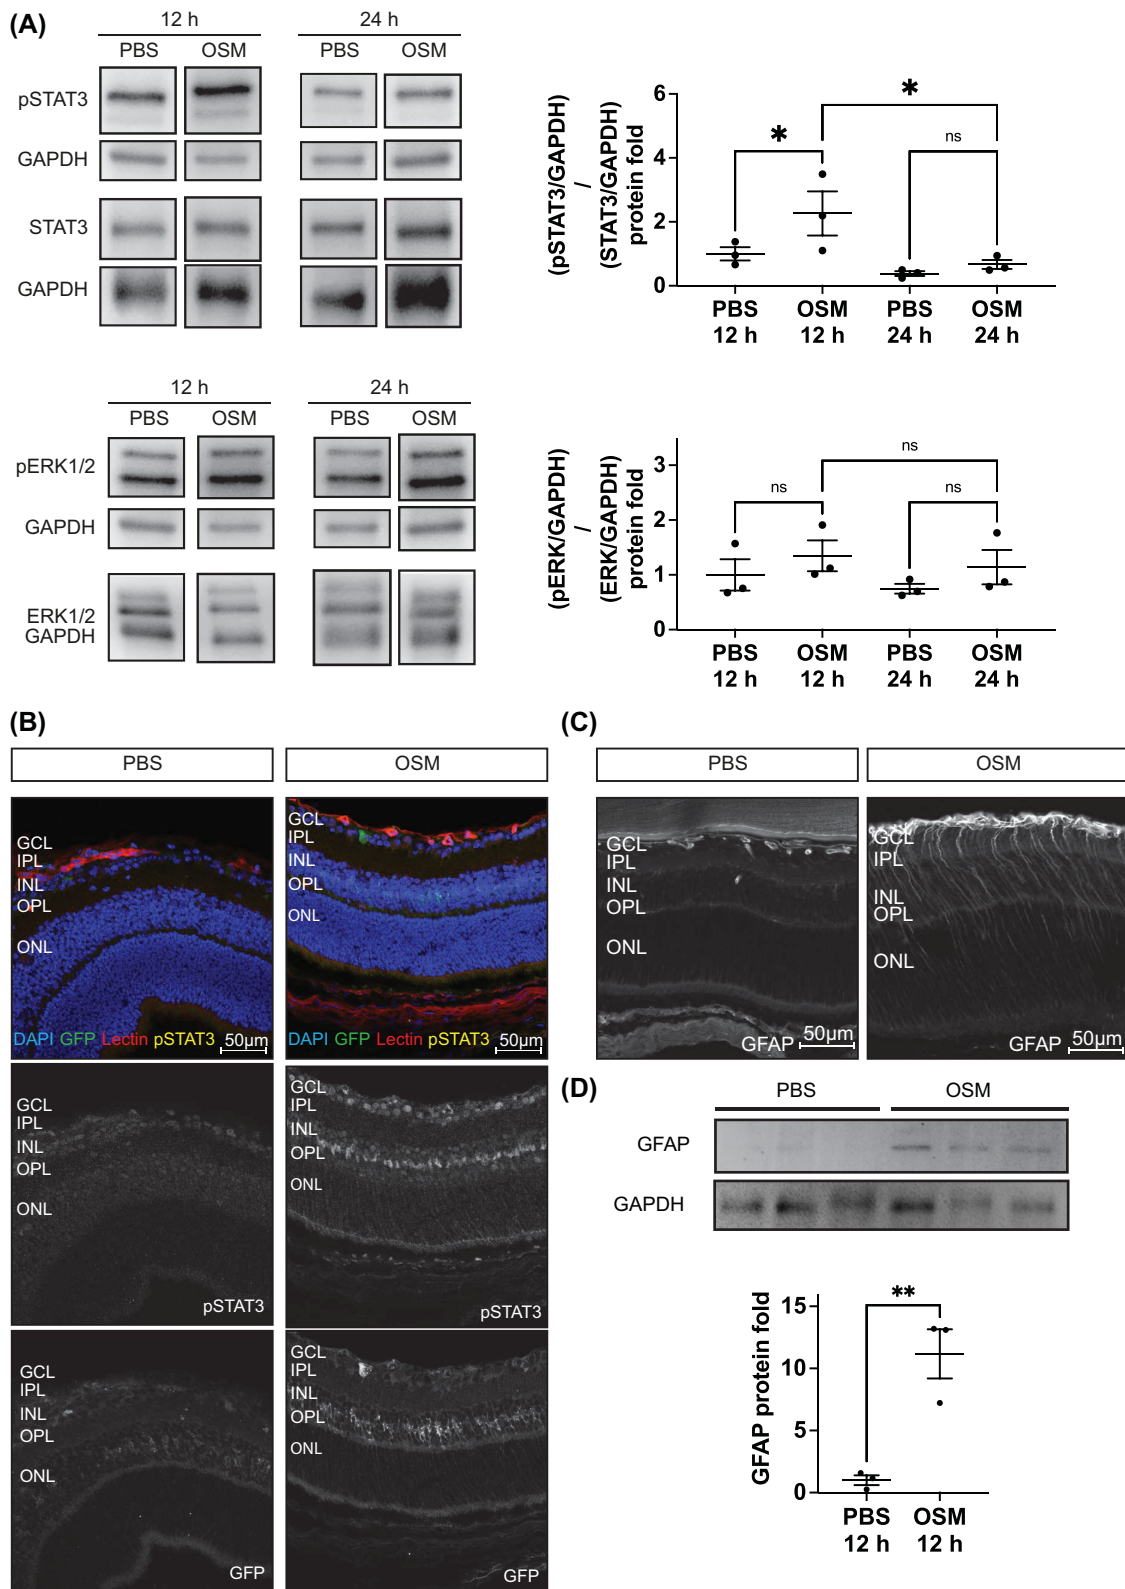 (A)
12 h
24 h
PBS OSM PBS OSM
pSTAT3
GAPDH
STAT3
GAPDH
(pSTAT3/GAPDH)
/
(STAT3/GAPDH)
protein fold
6
4
2
0
*
*
ns
PBS
12 h
OSM
12 h
PBS
24 h
OSM
24 h
12 h
24 h
PBS OSM PBS OSM
pERK1/2
GAPDH
ERK1/2
GAPDH
(pERK/GAPDH)
/
(ERK/GAPDH)
protein fold
3
2
1
0
ns
ns
ns
PBS
12 h
OSM
12 h
PBS
24 h
OSM
24 h
(B)
PBS
OSM
GCL
IPL
INL
OPL
ONL
DAPI GFP Lectin pSTAT3 50µm
GCL
IPL
INL
OPL
ONL
DAPI GFP Lectin pSTAT3 50µm
GCL
IPL
INL
OPL
ONL
pSTAT3
GCL
IPL
INL
OPL
ONL
pSTAT3
GCL
IPL
INL
OPL
ONL
GFP
GCL
IPL
INL
OPL
ONL
GFP
(C)
PBS
OSM
GCL
IPL
INL
OPL
ONL
GFAP 50µm
GCL
IPL
INL
OPL
ONL
GFAP 50µm
(D)
PBS
OSM
GFAP
GAPDH
GFAP protein fold
15
10
5
0
**
PBS
12 h
OSM
12 h